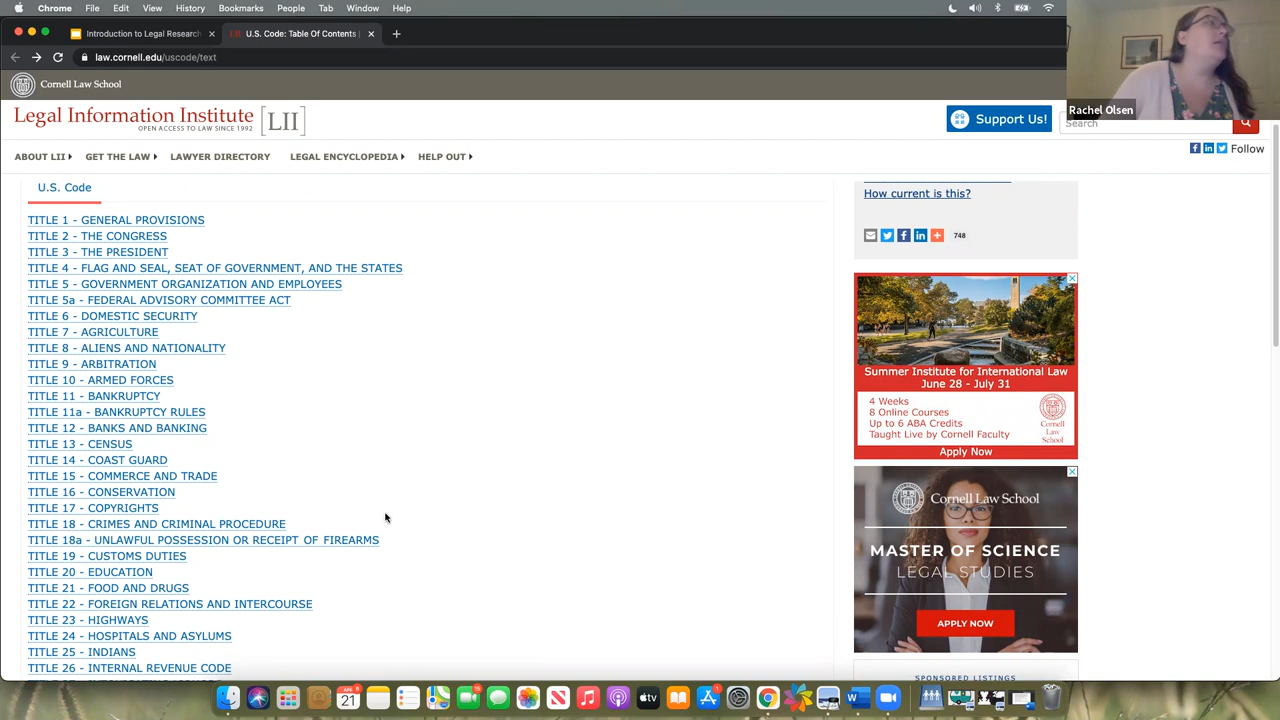 Chrome File Edit View History Bookmarks People Tab Window Help
Introduction to Legal Research
U.S. Code: Table Of Contents |
law.cornell.edu/uscode/text
Rachel Olsen
Cornell Law School
Legal Information Institute [LII]
OPEN ACCESS TO LAW SINCE 1992
Support Us!
Search
ABOUT LII GET THE LAW LAWYER DIRECTORY LEGAL ENCYCLOPEDIA HELP OUT
Follow
U.S. Code
TITLE 1 - GENERAL PROVISIONS
TITLE 2 - THE CONGRESS
TITLE 3 - THE PRESIDENT
TITLE 4 - FLAG AND SEAL, SEAT OF GOVERNMENT, AND THE STATES
TITLE 5 - GOVERNMENT ORGANIZATION AND EMPLOYEES
TITLE 5a - FEDERAL ADVISORY COMMITTEE ACT
TITLE 6 - DOMESTIC SECURITY
TITLE 7 - AGRICULTURE
TITLE 8 - ALIENS AND NATIONALITY
TITLE 9 - ARBITRATION
TITLE 10 - ARMED FORCES
TITLE 11 - BANKRUPTCY
TITLE 11a - BANKRUPTCY RULES
TITLE 12 - BANKS AND BANKING
TITLE 13 - CENSUS
TITLE 14 - COAST GUARD
TITLE 15 - COMMERCE AND TRADE
TITLE 16 - CONSERVATION
TITLE 17 - COPYRIGHTS
TITLE 18 - CRIMES AND CRIMINAL PROCEDURE
TITLE 18a - UNLAWFUL POSSESSION OR RECEIPT OF FIREARMS
TITLE 19 - CUSTOMS DUTIES
TITLE 20 - EDUCATION
TITLE 21 - FOOD AND DRUGS
TITLE 22 - FOREIGN RELATIONS AND INTERCOURSE
TITLE 23 - HIGHWAYS
TITLE 24 - HOSPITALS AND ASYLUMS
TITLE 25 - INDIANS
TITLE 26 - INTERNAL REVENUE CODE
How current is this?
748
Summer Institute for International Law
June 28 - July 31
4 Weeks
8 Online Courses
Up to 6 ABA Credits
Taught Live by Cornell Faculty
Cornell
Law
School
Apply Now
Cornell Law School
MASTER OF SCIENCE
LEGAL STUDIES
APPLY NOW
SPONSORED LISTINGS
21